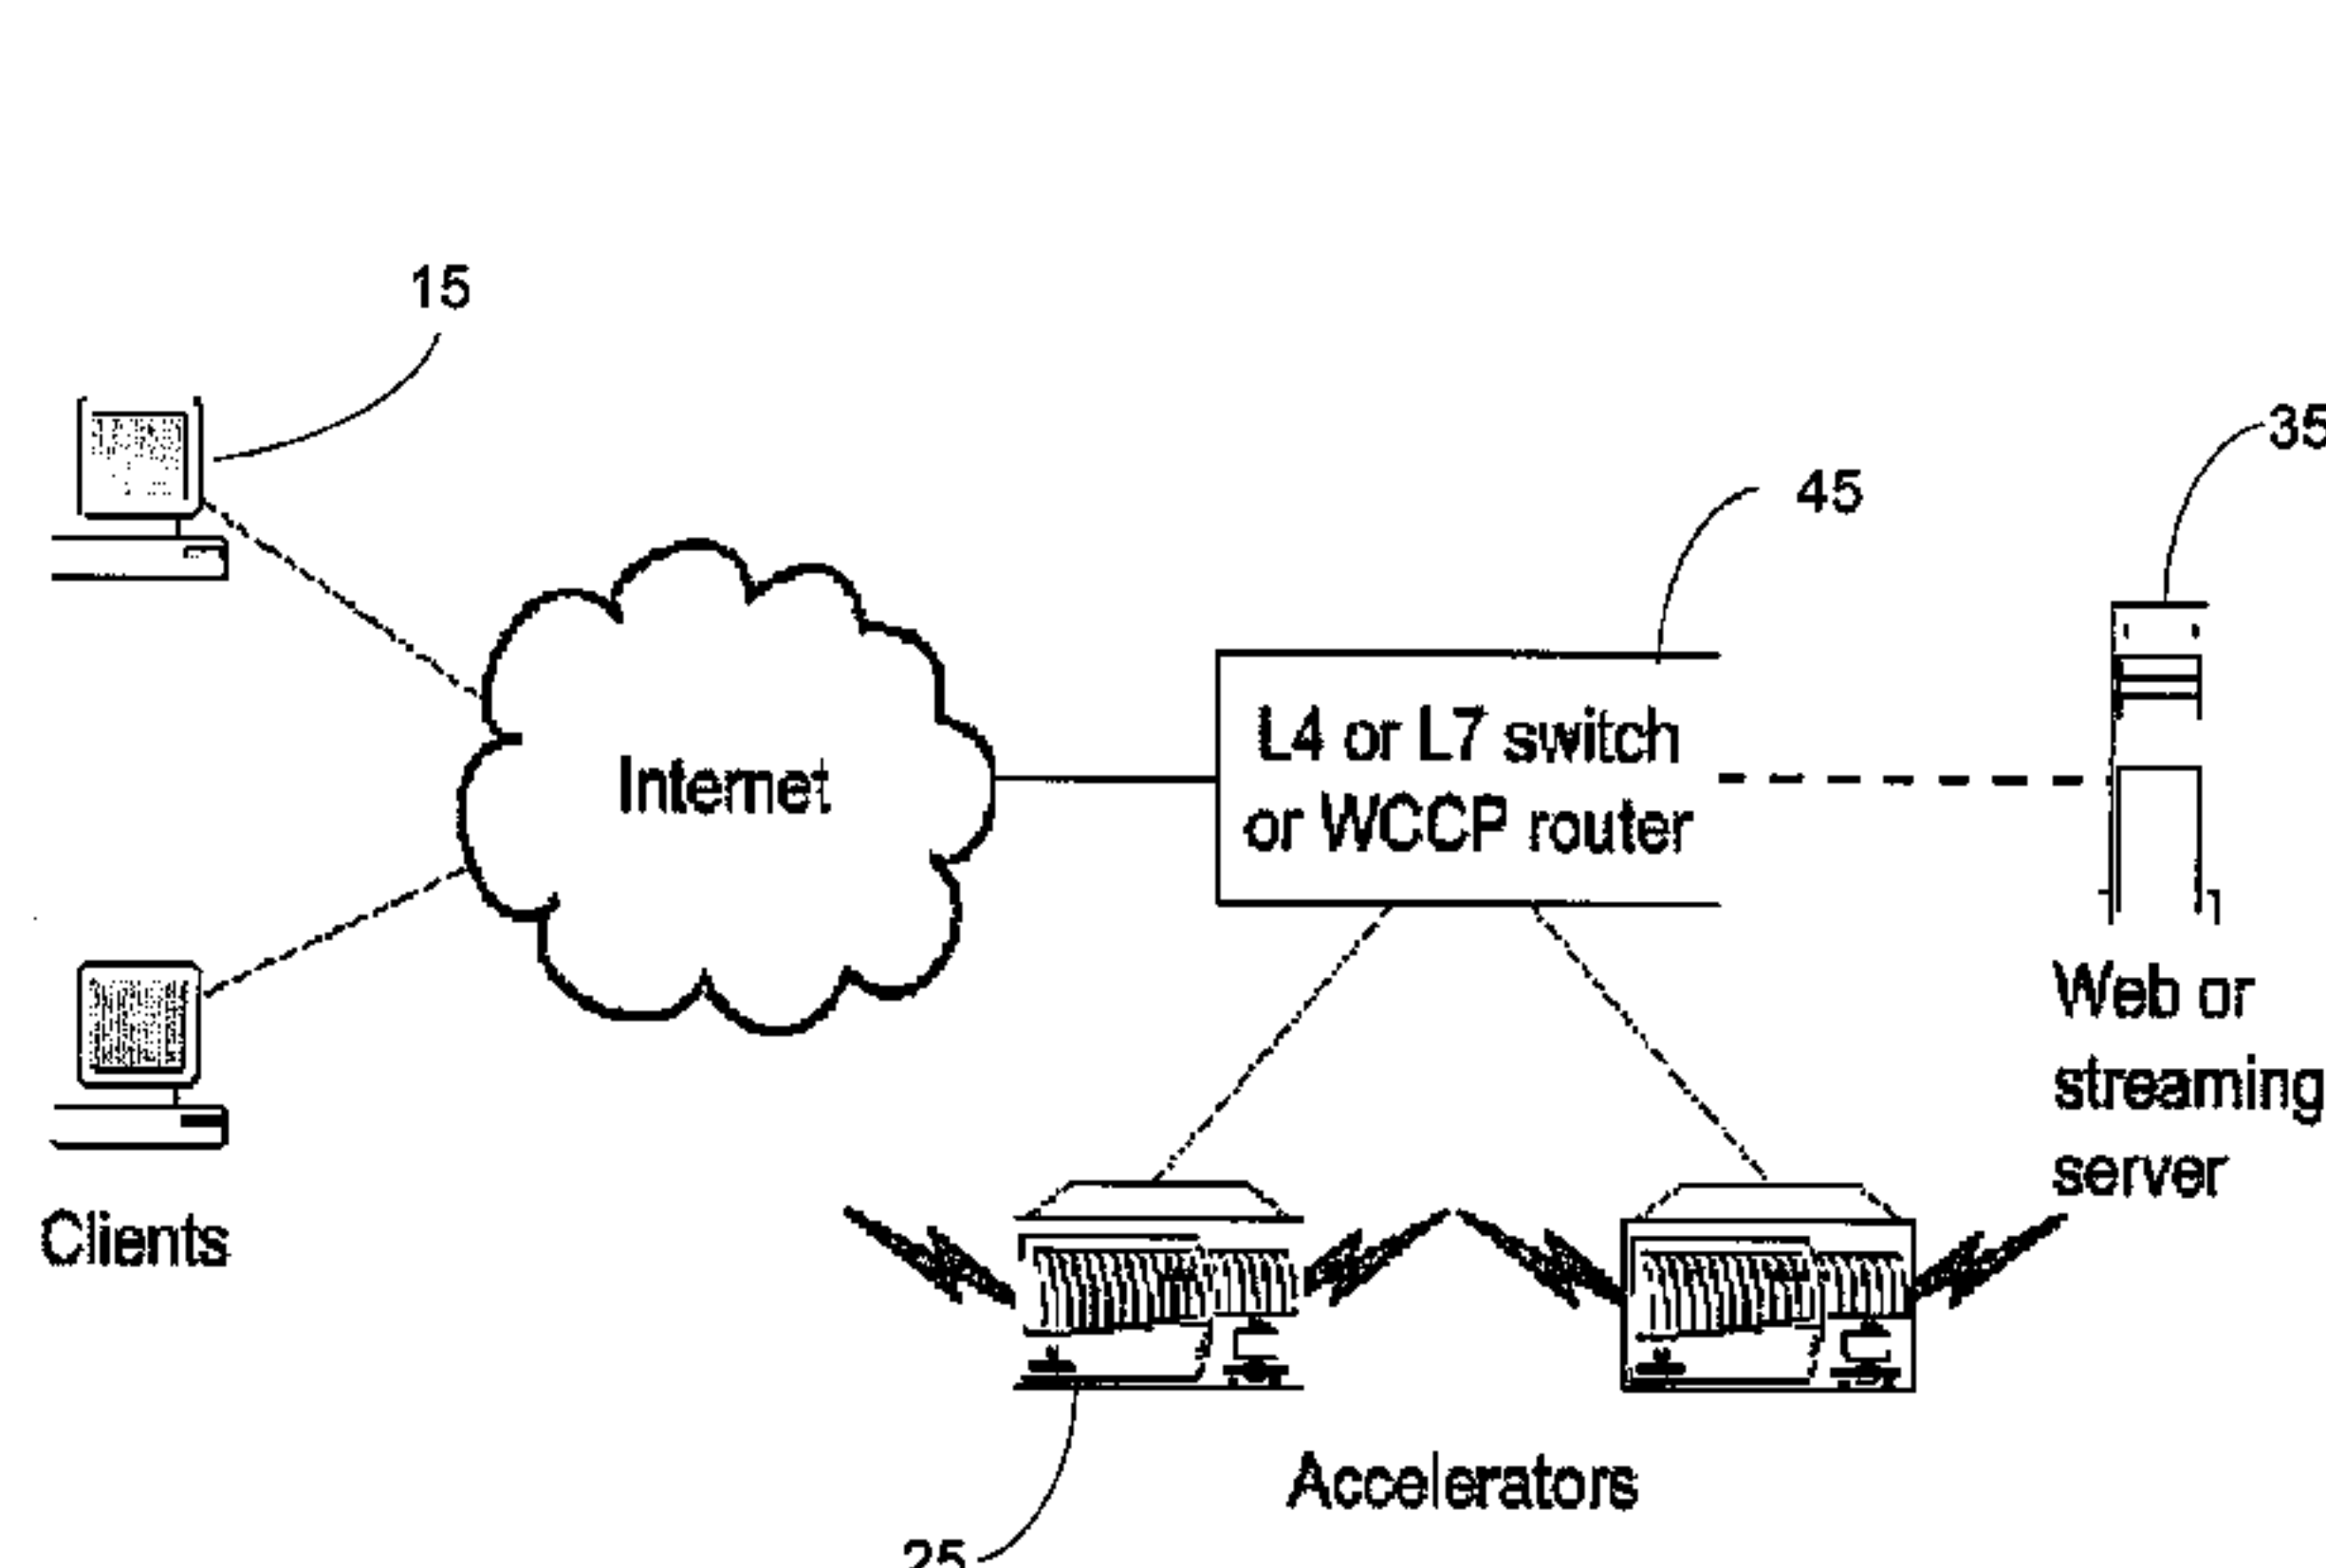 15
35
45
L4 or L7 switch
or WCCP router
Internet
Web or
streaming
server
Clients
Accelerators
25